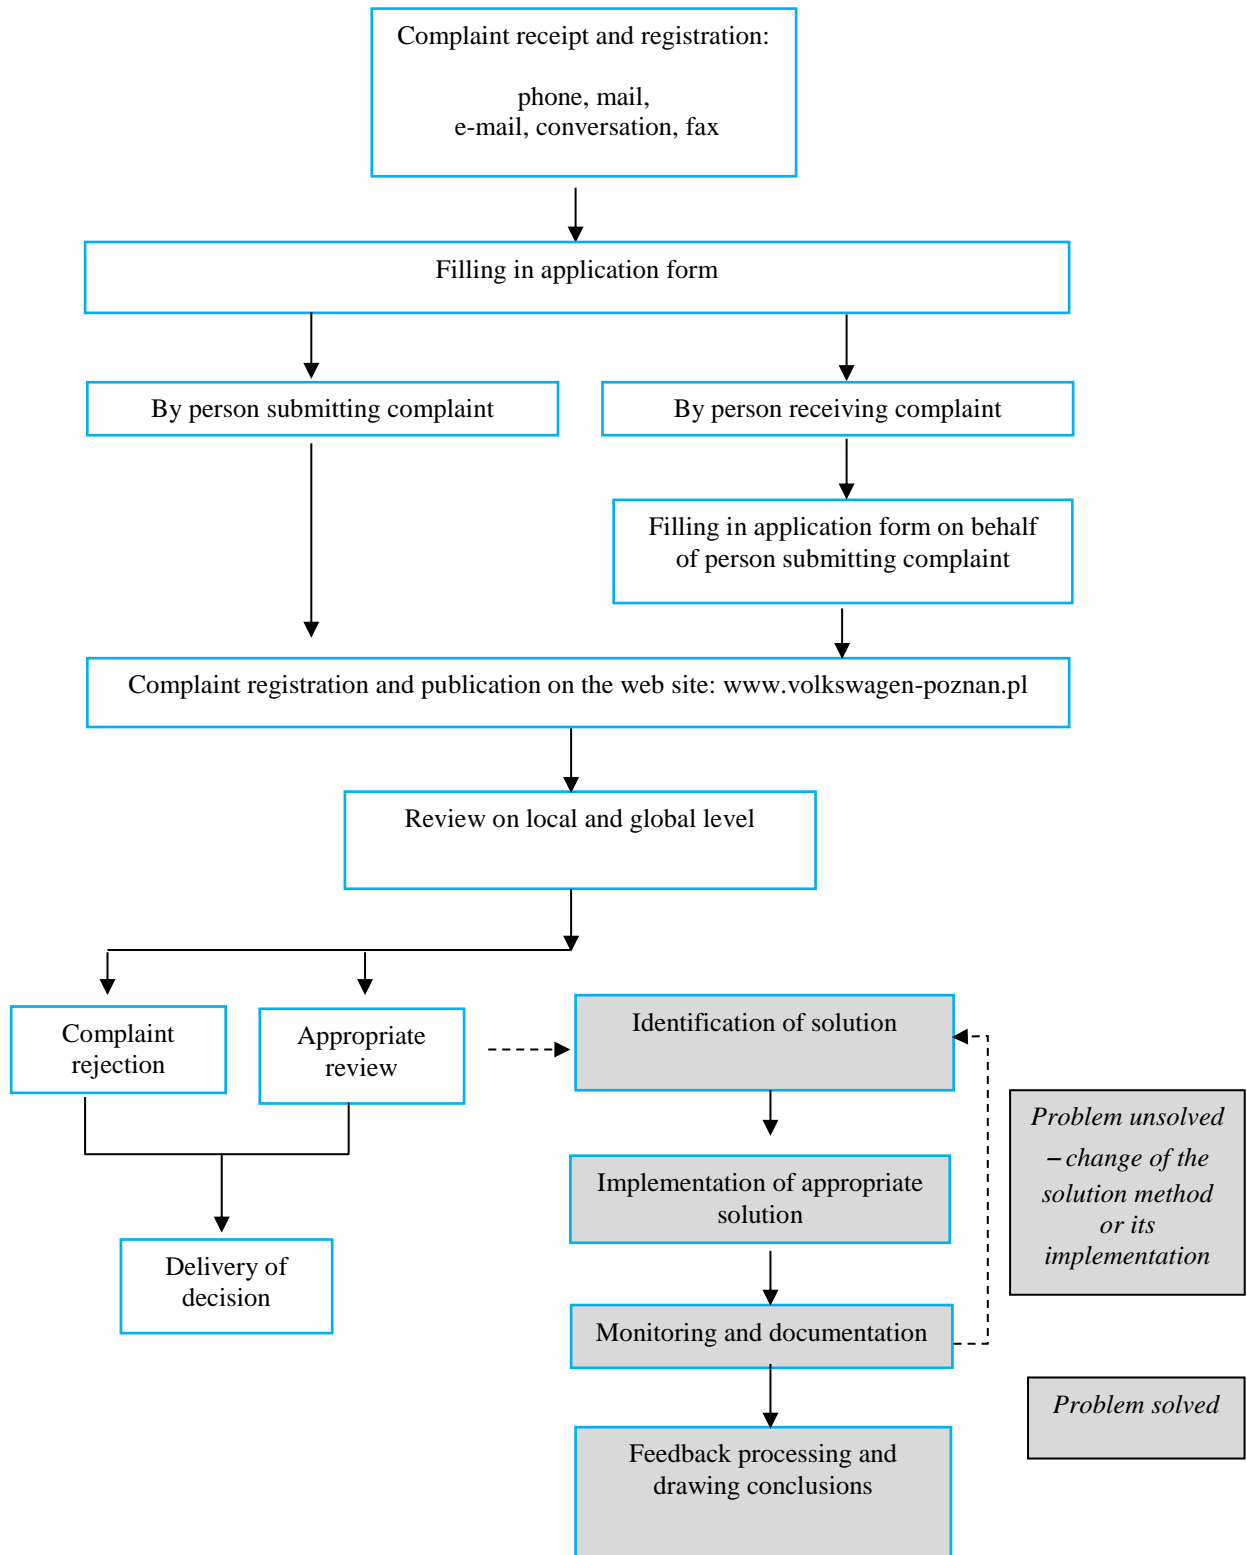 Complaint receipt and registration:
phone, mail,
e-mail, conversation, fax
Filling in application form
By person submitting complaint
By person receiving complaint
Filling in application form on behalf
of person submitting complaint
Complaint registration and publication on the web site: www.volkswagen-poznan.pl
Review on local and global level
Complaint
rejection
Appropriate
review
Identification of solution
Problem unsolved
– change of the
solution method
or its
implementation
Implementation of appropriate
solution
Delivery of
decision
Monitoring and documentation
Problem solved
Feedback processing and
drawing conclusions